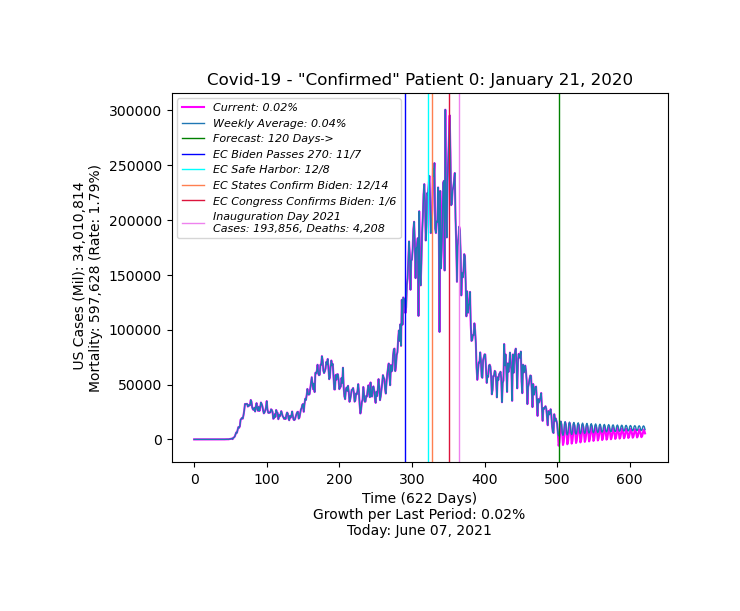 Covid-19 - "Confirmed" Patient 0: January 21, 2020
US Cases (Mil): 34,010,814
Mortality: 597,628 (Rate: 1.79%)
300000
250000
200000
150000
100000
50000
0
Current: 0.02%
Weekly Average: 0.04%
Forecast: 120 Days->
EC Biden Passes 270: 11/7
EC Safe Harbor: 12/8
EC States Confirm Biden: 12/14
EC Congress Confirms Biden: 1/6
Inauguration Day 2021
Cases: 193,856, Deaths: 4,208
0 100 200 300 400 500 600
Time (622 Days)
Growth per Last Period: 0.02%
Today: June 07, 2021